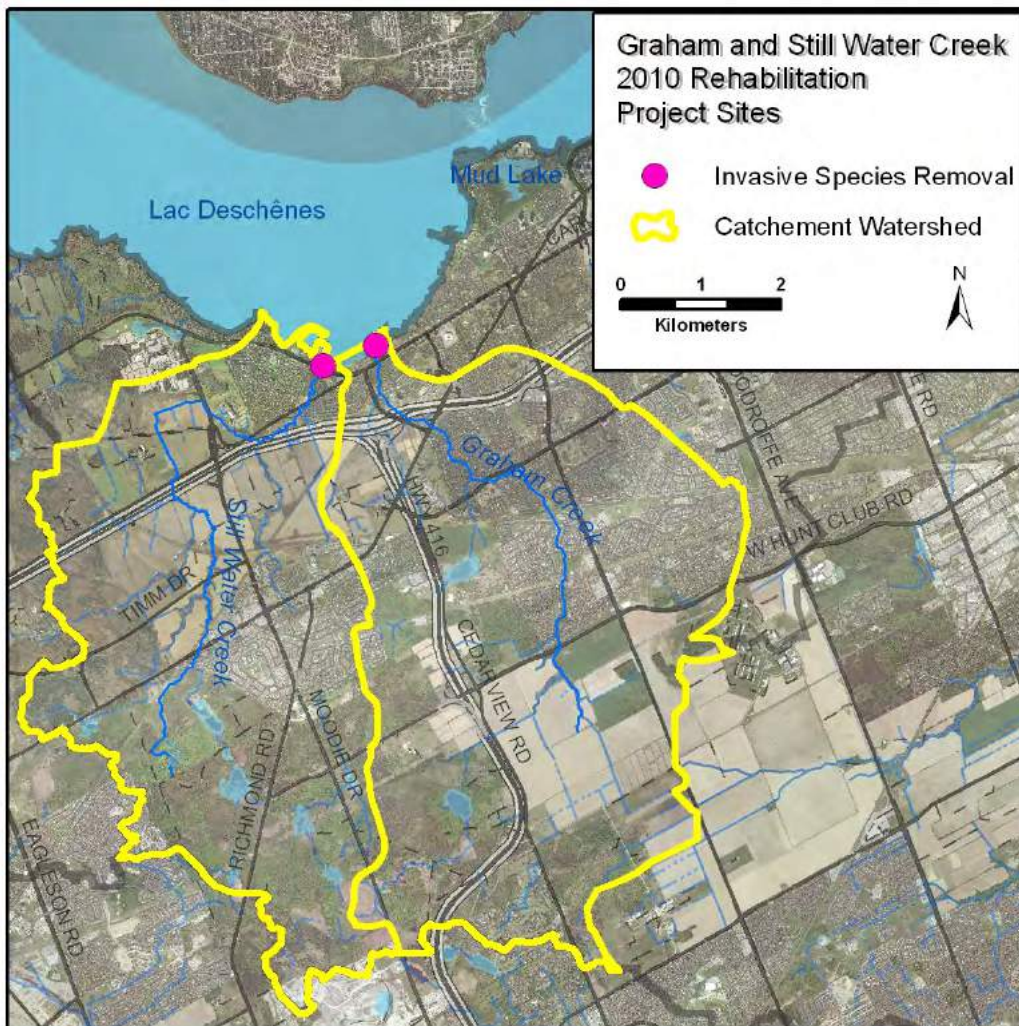 Graham and Still Water Creek
2010 Rehabilitation
Project Sites
Invasive Species Removal
Catchement Watershed
0 1 2
Kilometers
N
Mud Lake
Lac Deschênes
Graham Creek
HWY 416
W HUNT CLUB RD
Still Water Creek
TIMM DR
CEDARVIEW RD
MOODIE DR
RICHMOND RD
EAGLESON RD